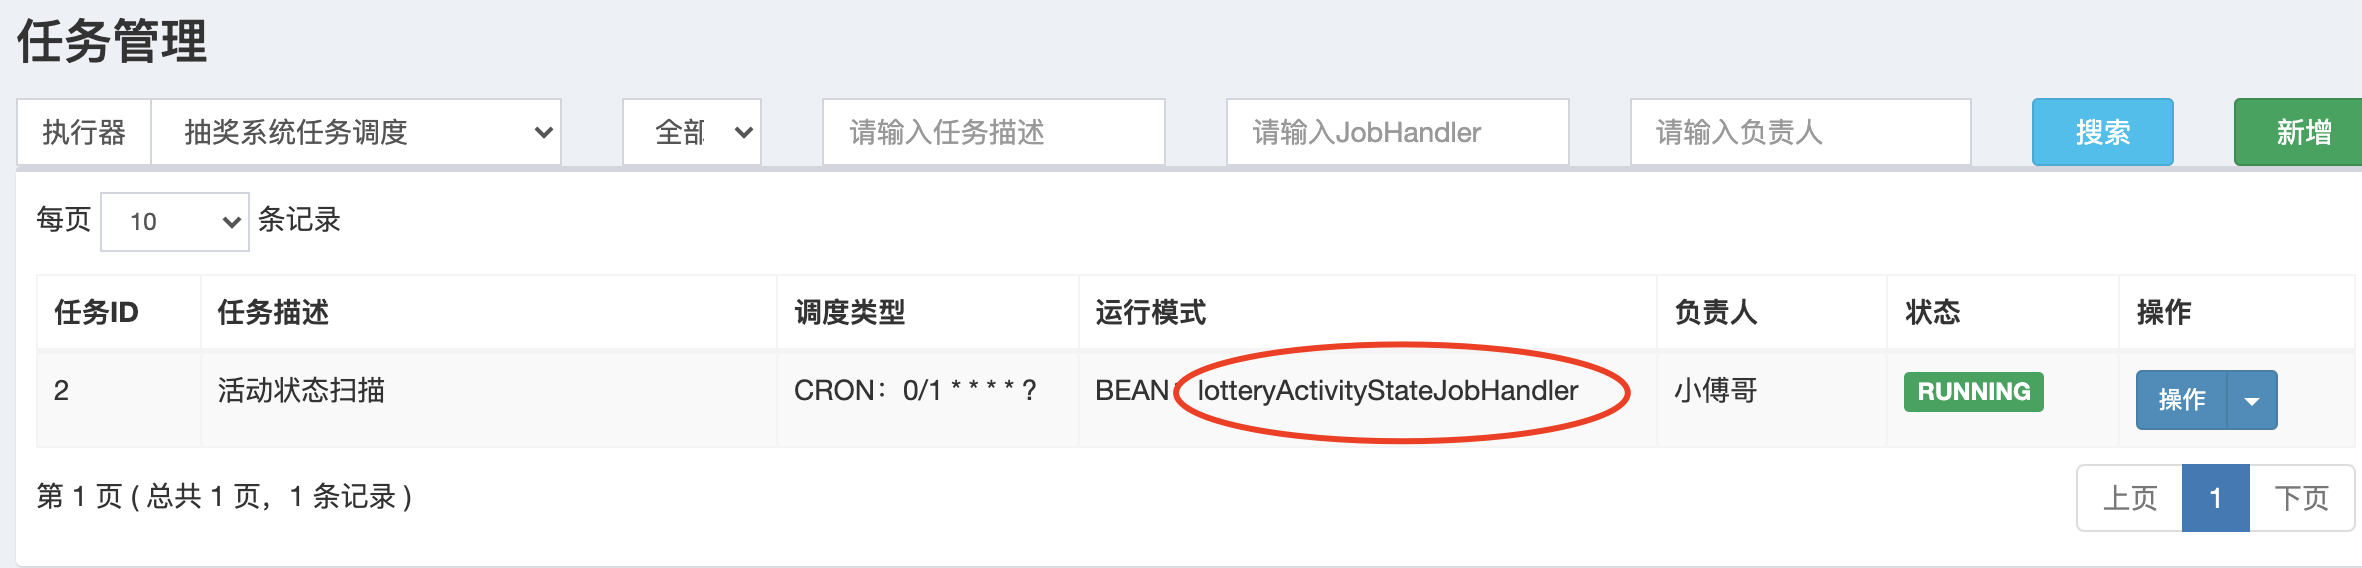 任务管理
执行器 抽奖系统任务调度 全部 请输入任务描述 请输入JobHandler 请输入负责人 搜索 新增
每页 10 条记录
任务ID 任务描述 调度类型 运行模式 负责人 状态 操作
2 活动状态扫描 CRON：0/1 * * * * ? BEAN：lotteryActivityStateJobHandler 小傅哥 RUNNING 操作
第 1 页 ( 总共 1 页，1 条记录 ) 上页 1 下页